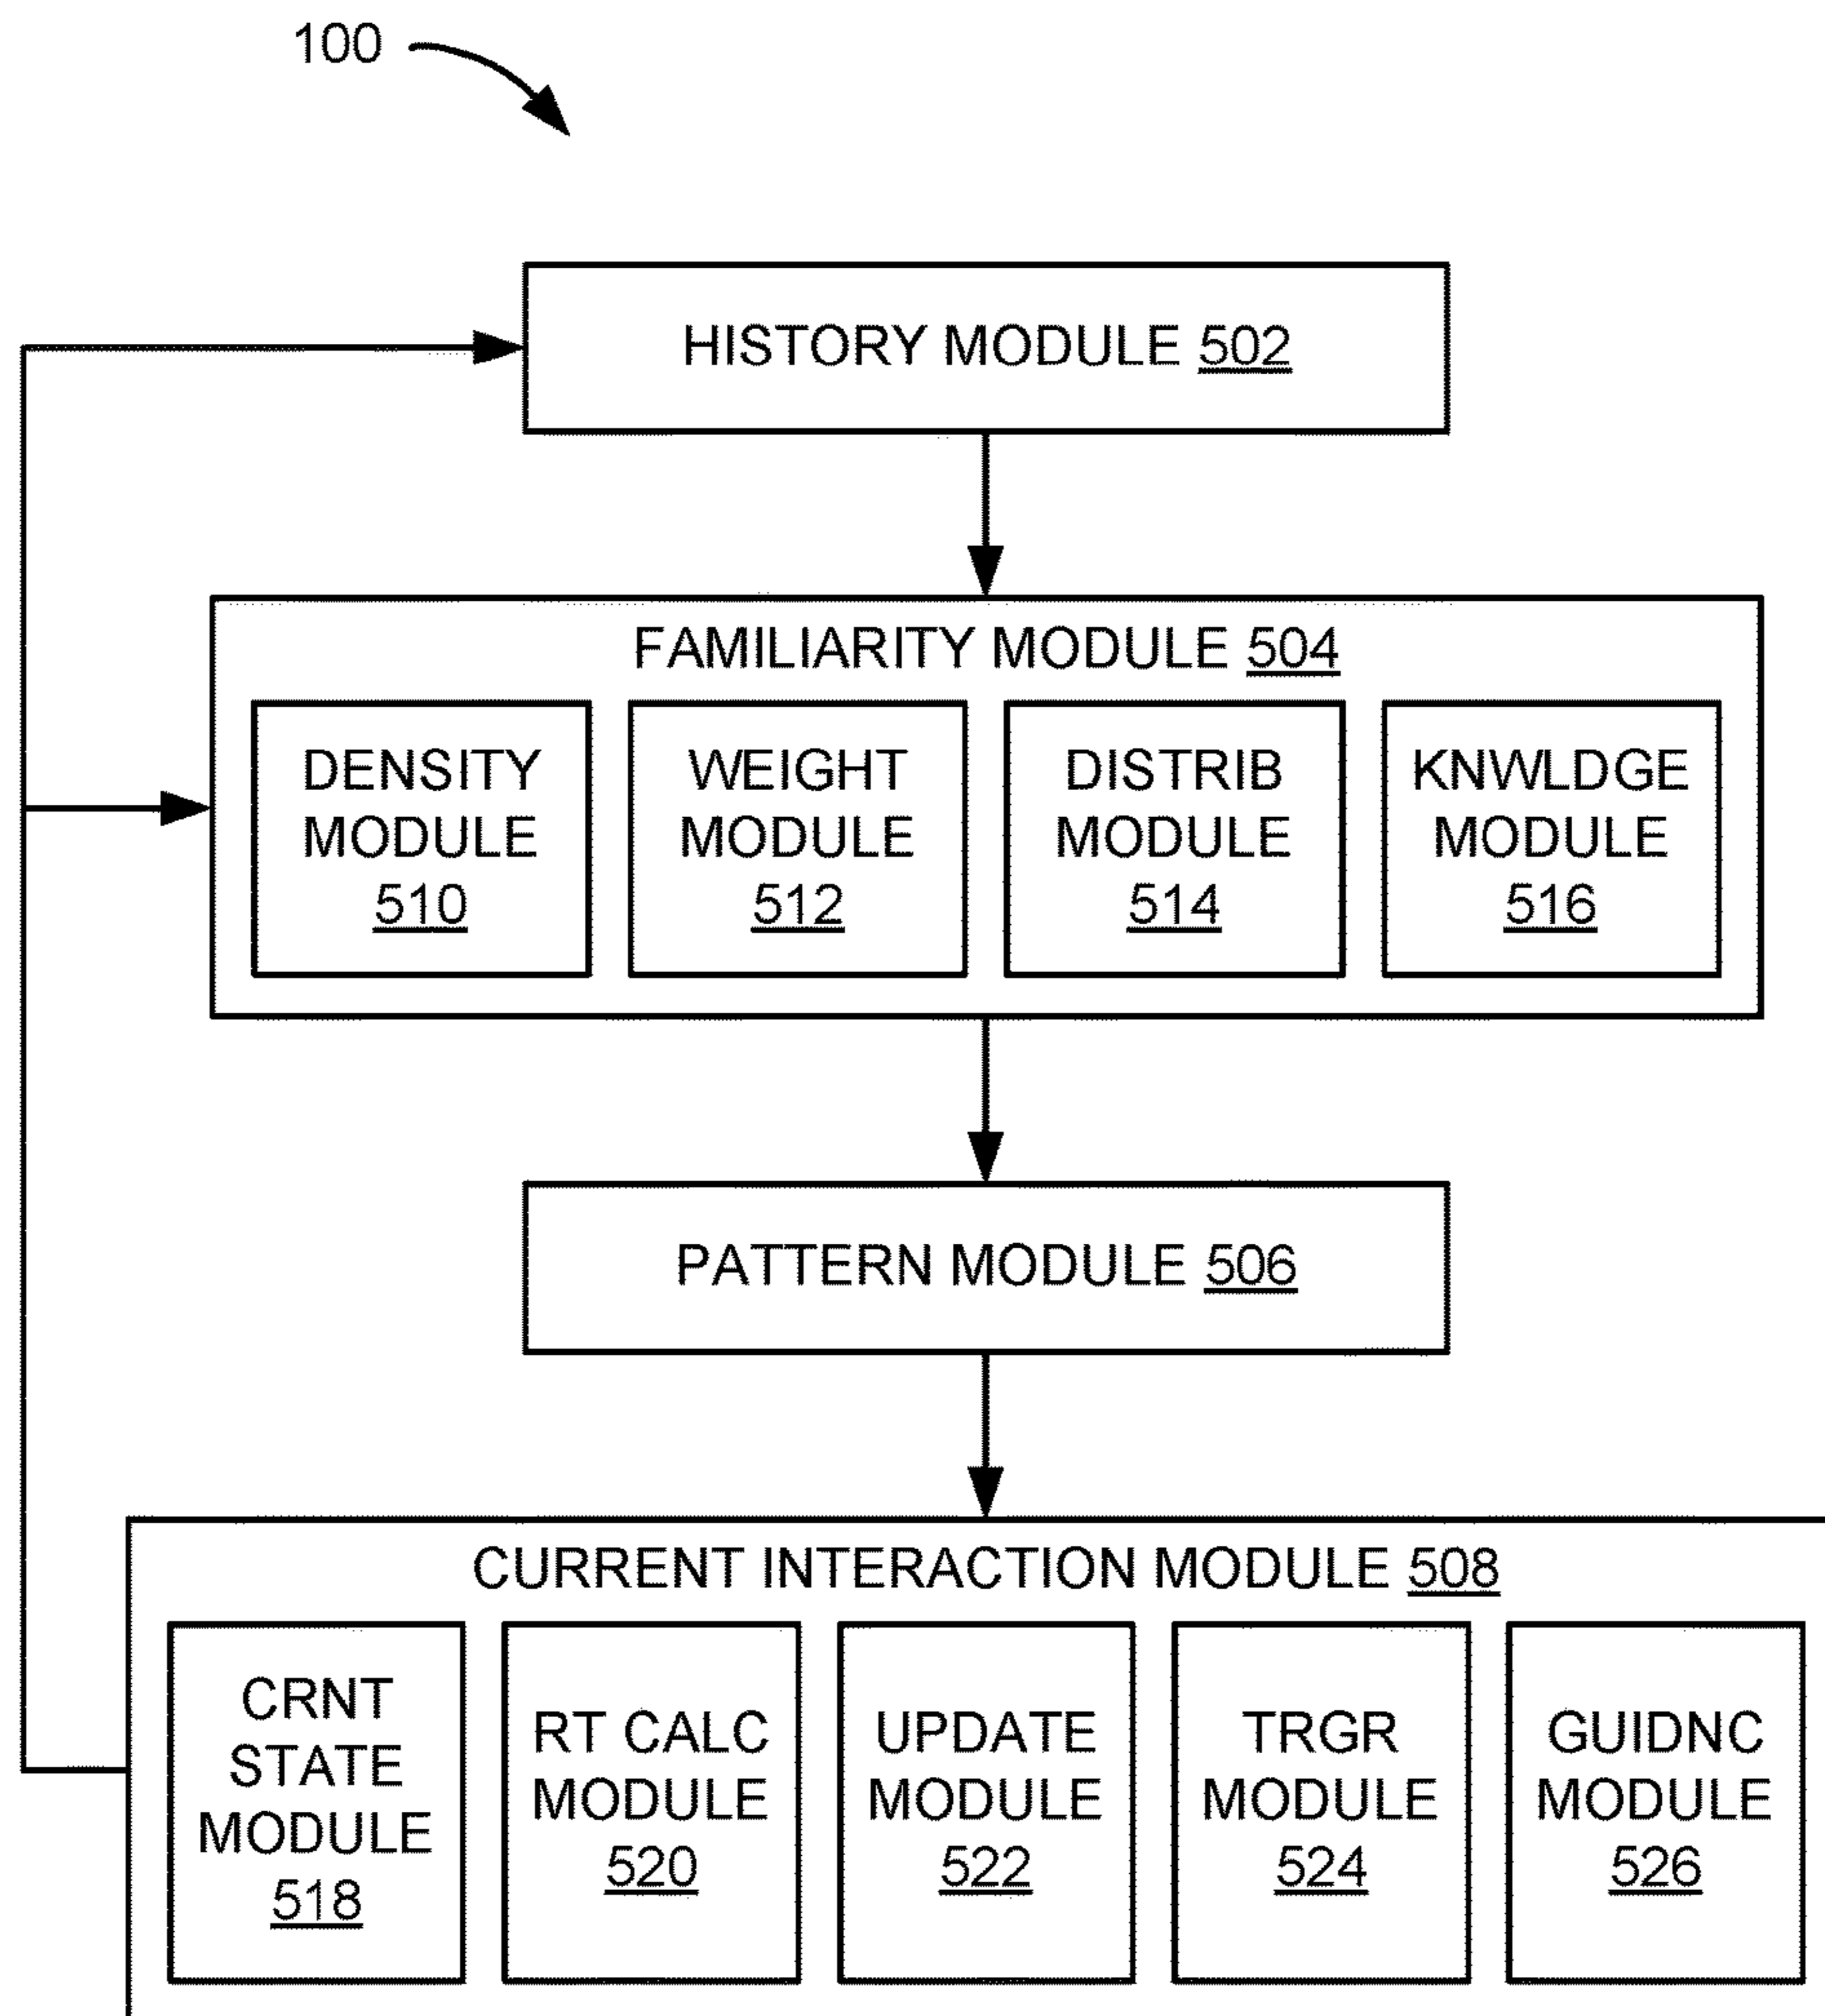 100
HISTORY MODULE 502
FAMILIARITY MODULE 504
DENSITY
MODULE
510
WEIGHT
MODULE
512
DISTRIB
MODULE
514
KNWLDGE
MODULE
516
PATTERN MODULE 506
CURRENT INTERACTION MODULE 508
CRNT
STATE
MODULE
518
RT CALC
MODULE
520
UPDATE
MODULE
522
TRGR
MODULE
524
GUIDNC
MODULE
526